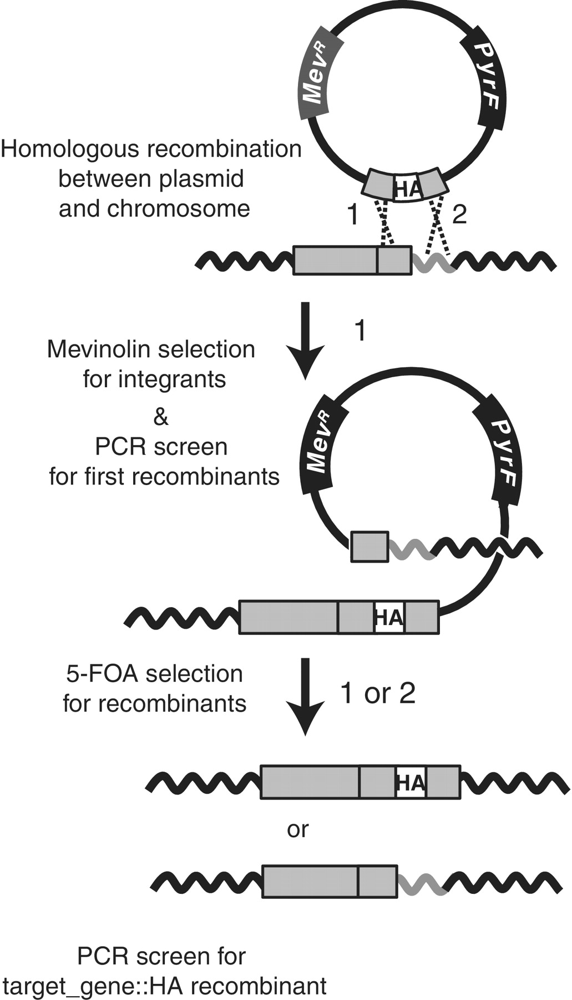 Mevᴿ
PyrF
Homologous recombination
between plasmid
and chromosome
HA
1
2
1
Mevinolin selection
for integrants
&
PCR screen
for first recombinants
Mevᴿ
PyrF
HA
5-FOA selection
for recombinants
1 or 2
HA
or
PCR screen for
target_gene::HA recombinant